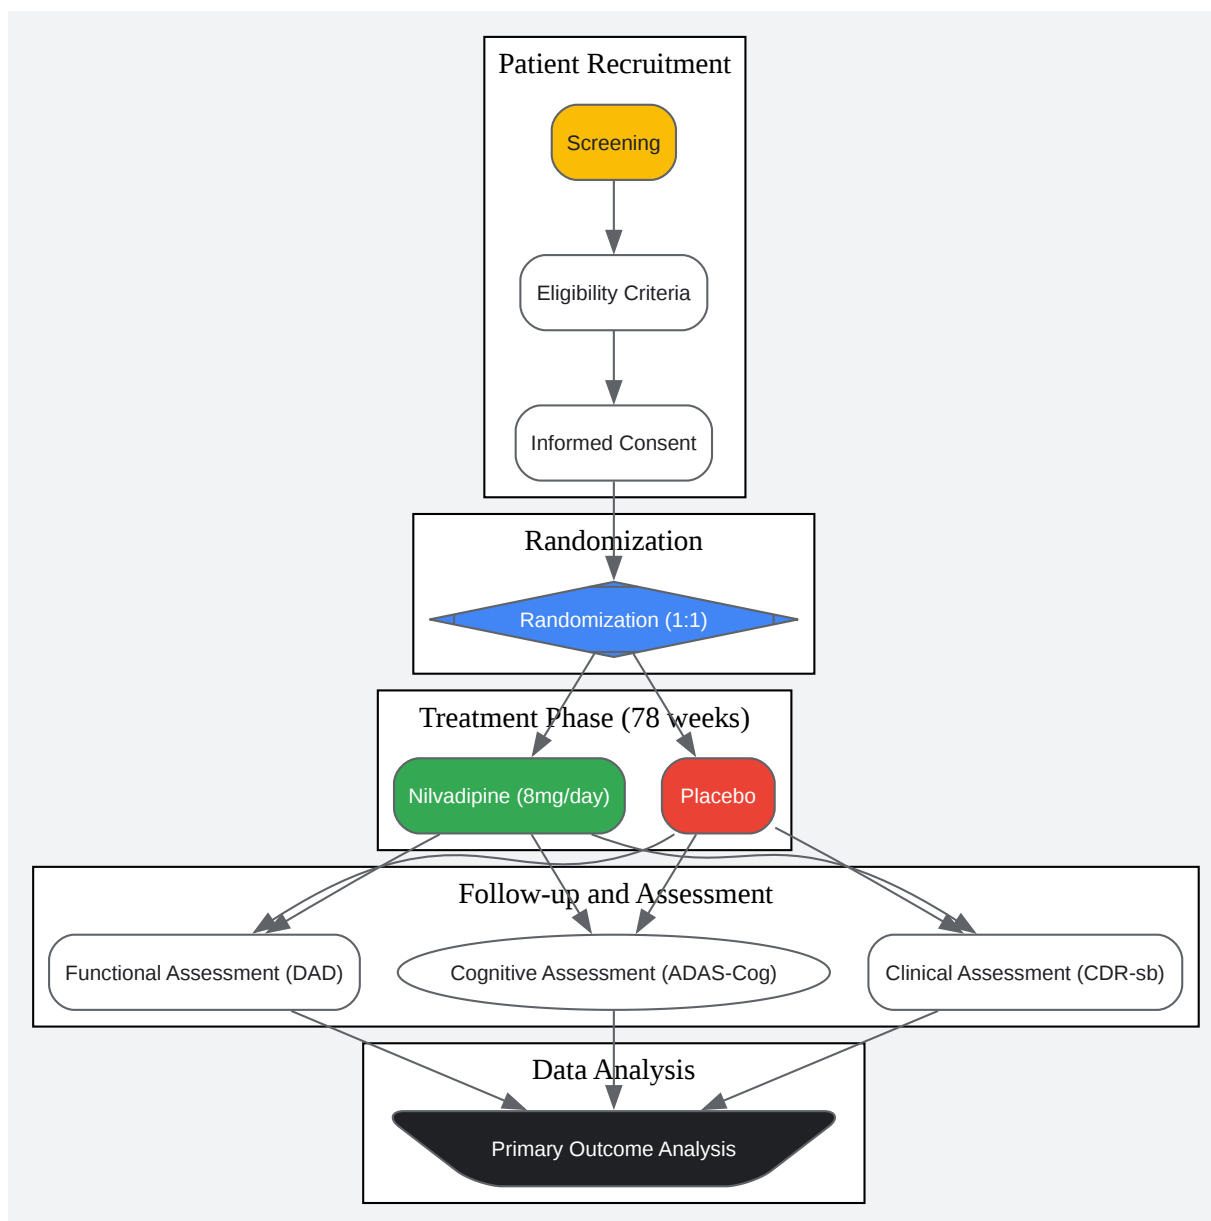 Patient Recruitment
Screening
Eligibility Criteria
Informed Consent
Randomization
Randomization (1:1)
Treatment Phase (78 weeks)
Nilvadipine (8mg/day)
Placebo
Follow-up and Assessment
Functional Assessment (DAD)
Cognitive Assessment (ADAS-Cog)
Clinical Assessment (CDR-sb)
Data Analysis
Primary Outcome Analysis